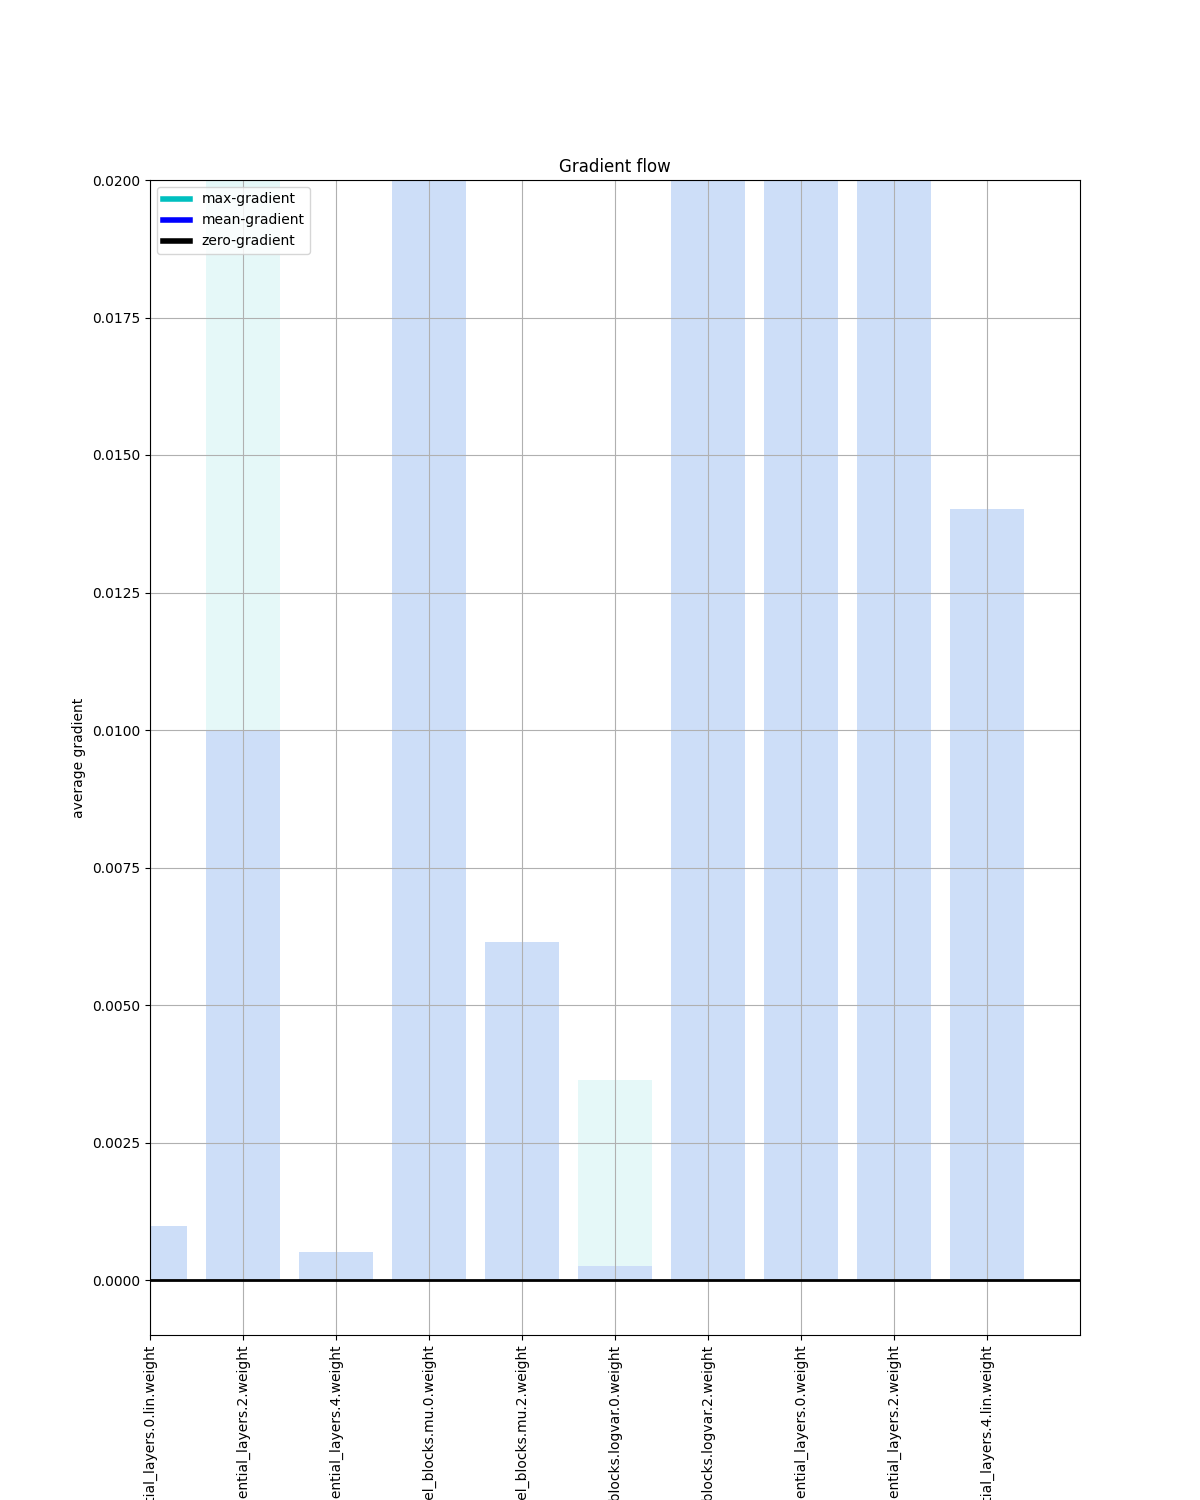 Gradient flow
max-gradient
mean-gradient
zero-gradient
average gradient
0.0200
0.0175
0.0150
0.0125
0.0100
0.0075
0.0050
0.0025
0.0000
tial_layers.0.lin.weight
ential_layers.2.weight
ential_layers.4.weight
el_blocks.mu.0.weight
el_blocks.mu.2.weight
blocks.logvar.0.weight
blocks.logvar.2.weight
ential_layers.0.weight
ential_layers.2.weight
tial_layers.4.lin.weight